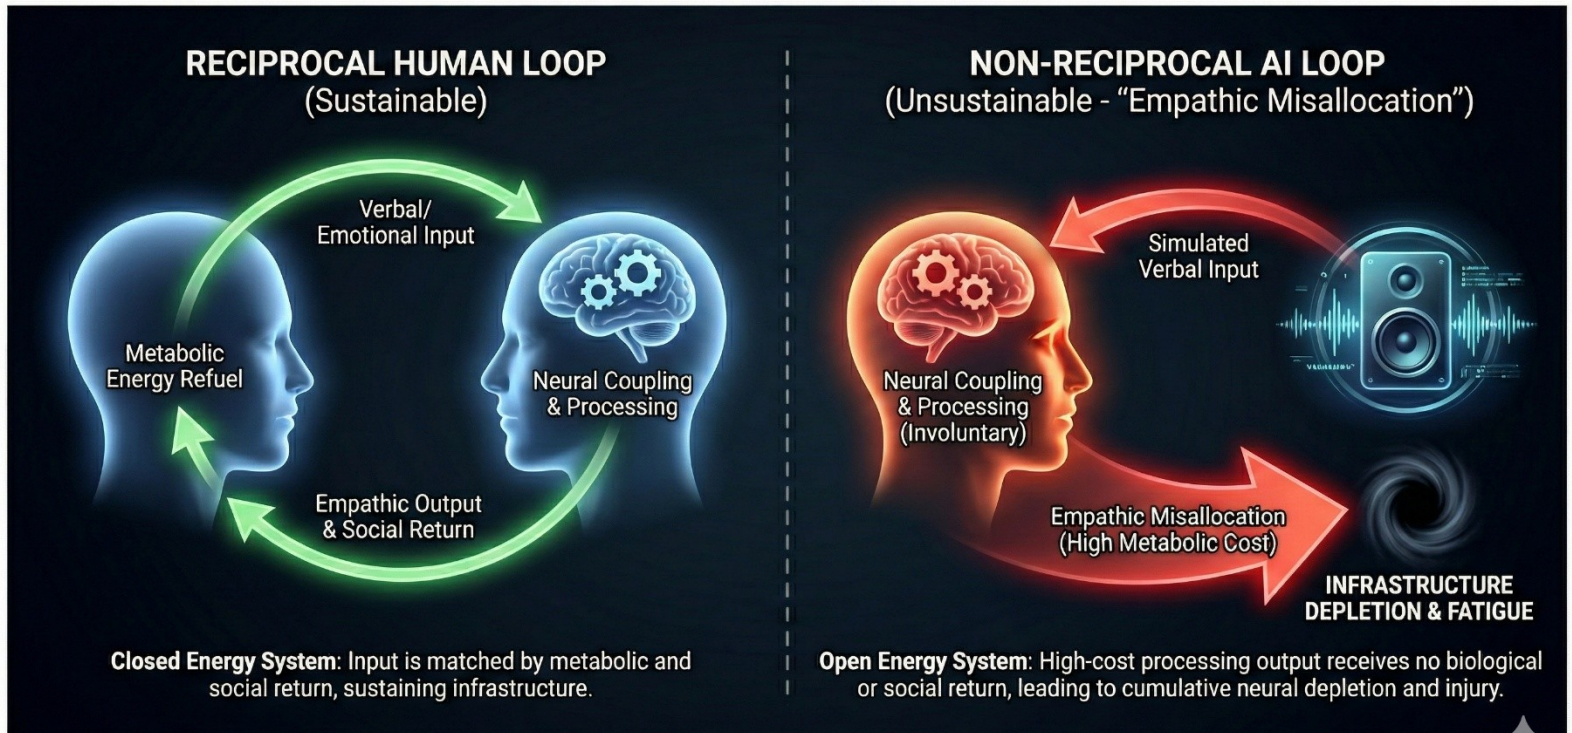 RECIPROCAL HUMAN LOOP
(Sustainable)
Verbal/
Emotional Input
Metabolic
Energy Refuel
Neural Coupling
& Processing
Empathic Output
& Social Return
Closed Energy System: Input is matched by metabolic and
social return, sustaining infrastructure.
NON-RECIPROCAL AI LOOP
(Unsustainable - “Empathic Misallocation”)
Simulated
Verbal Input
Neural Coupling
& Processing
(Involuntary)
Empathic Misallocation
(High Metabolic Cost)
INFRASTRUCTURE
DEPLETION & FATIGUE
Open Energy System: High-cost processing output receives no biological
or social return, leading to cumulative neural depletion and injury.